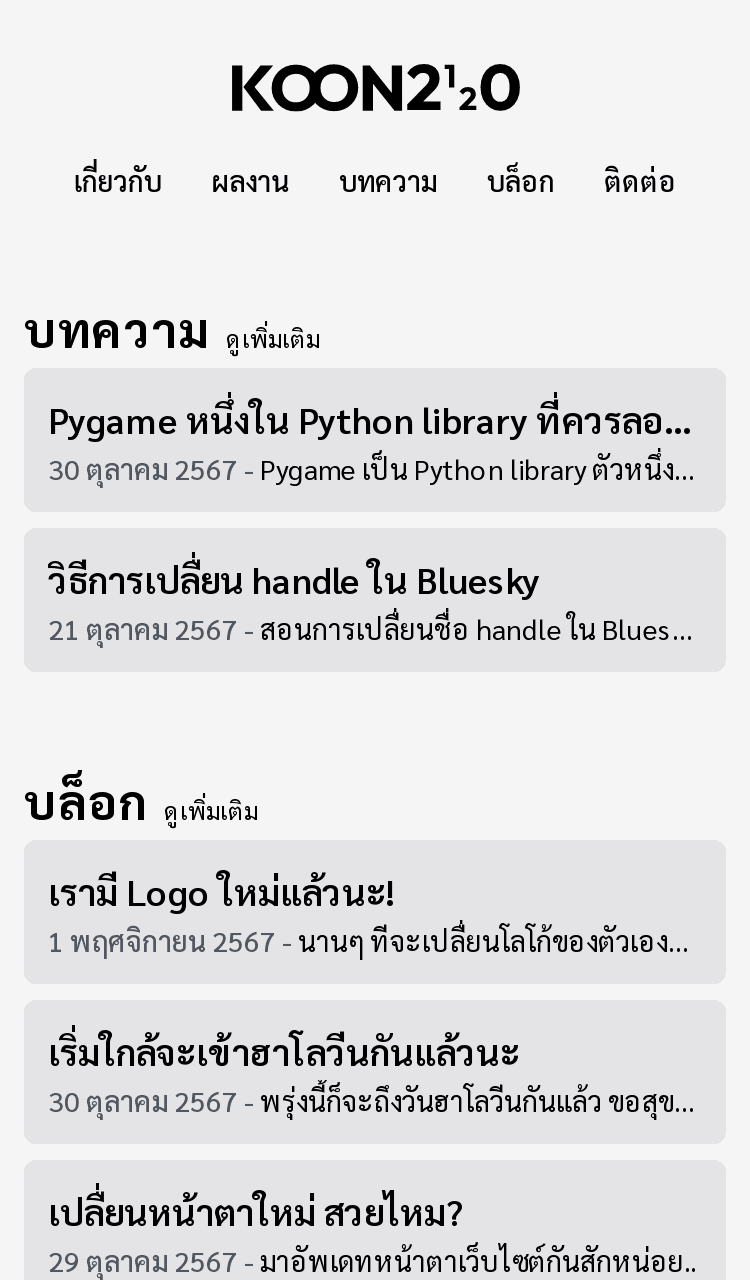 KOON2120
เกี่ยวกับ ผลงาน บทความ บล็อก ติดต่อ
บทความ ดูเพิ่มเติม
Pygame หนึ่งใน Python library ที่ควรลอ...
30 ตุลาคม 2567 - Pygame เป็น Python library ตัวหนึ่ง...
วิธีการเปลี่ยน handle ใน Bluesky
21 ตุลาคม 2567 - สอนการเปลี่ยนชื่อ handle ใน Blues...
บล็อก ดูเพิ่มเติม
เรามี Logo ใหม่แล้วนะ!
1 พฤศจิกายน 2567 - นานๆ ทีจะเปลี่ยนโลโก้ของตัวเอง...
เริ่มใกล้จะเข้าฮาโลวีนกันแล้วนะ
30 ตุลาคม 2567 - พรุ่งนี้ก็จะถึงวันฮาโลวีนกันแล้ว ขอสุข...
เปลี่ยนหน้าตาใหม่ สวยไหม?
29 ตุลาคม 2567 - มาอัพเดทหน้าตาเว็บไซต์กันสักหน่อย..